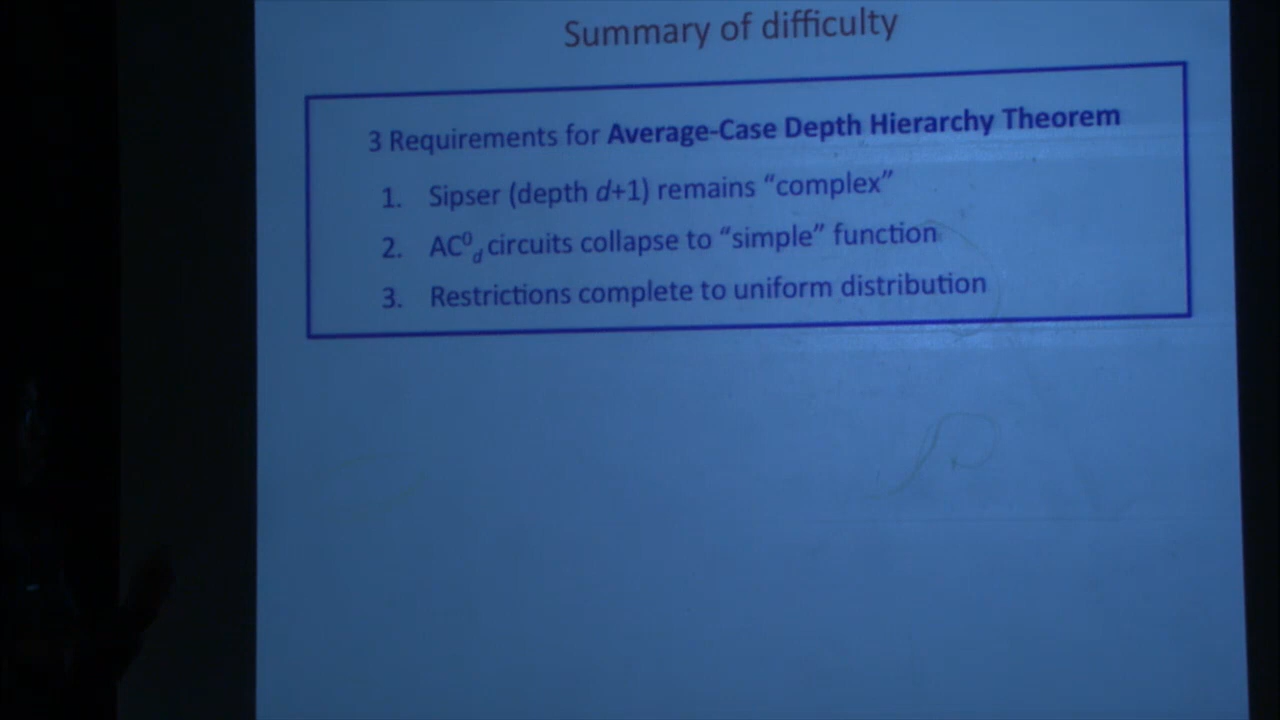 Summary of difficulty
3 Requirements for Average-Case Depth Hierarchy Theorem
1. Sipser (depth d+1) remains “complex”
2. AC⁰d circuits collapse to “simple” function
3. Restrictions complete to uniform distribution